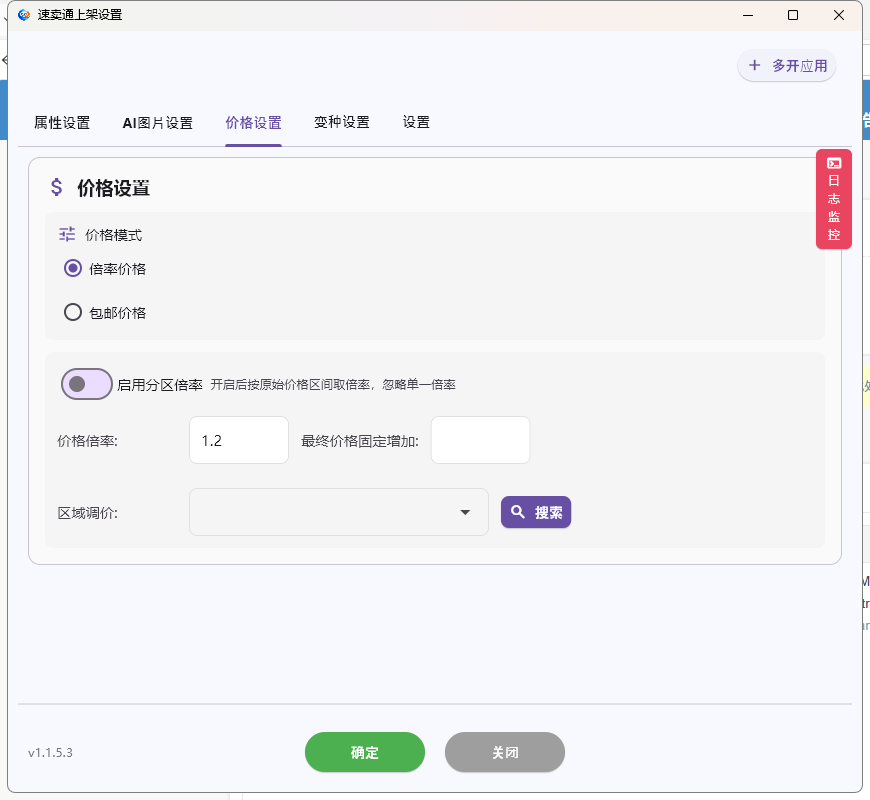 速卖通上架设置
多开应用
属性设置
AI图片设置
价格设置
变种设置
设置
日志监控
价格设置
价格模式
倍率价格
包邮价格
启用分区倍率 开启后按原始价格区间取倍率，忽略单一倍率
价格倍率: 1.2 最终价格固定增加:
区域调价: 搜索
v1.1.5.3
确定
关闭